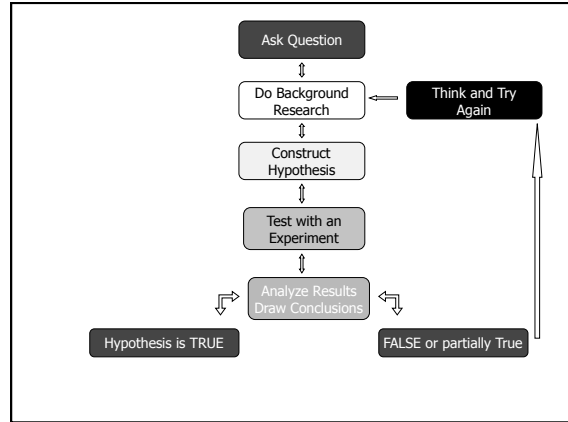 Ask Question
Do Background
Research
Think and Try
Again
Construct
Hypothesis
Test with an
Experiment
Analyze Results
Draw Conclusions
Hypothesis is TRUE
FALSE or partially True